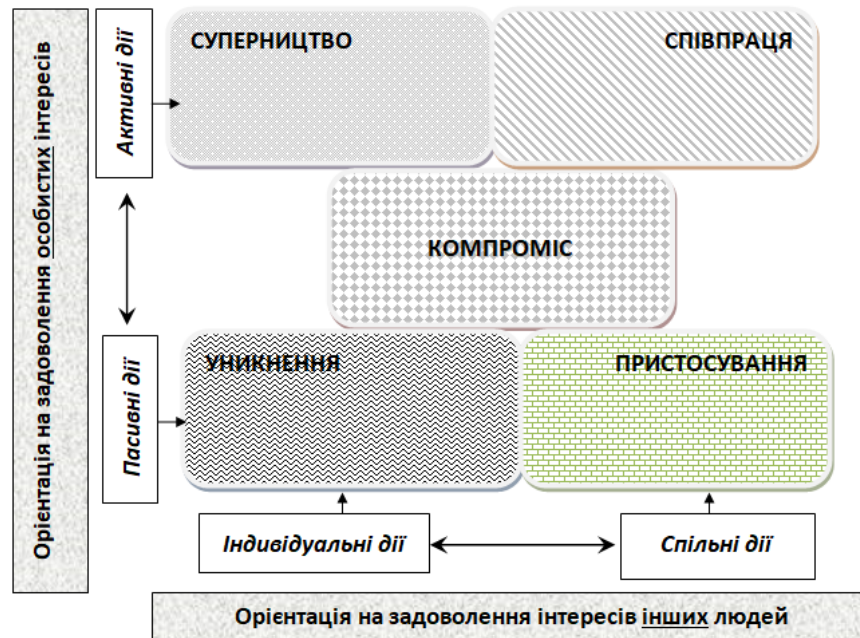 Орієнтація на задоволення особистих інтересів
Активні дії
СУПЕРНИЦТВО
СПІВПРАЦЯ
КОМПРОМІС
Пасивні дії
УНИКНЕННЯ
ПРИСТОСУВАННЯ
Індивідуальні дії
Спільні дії
Орієнтація на задоволення інтересів інших людей